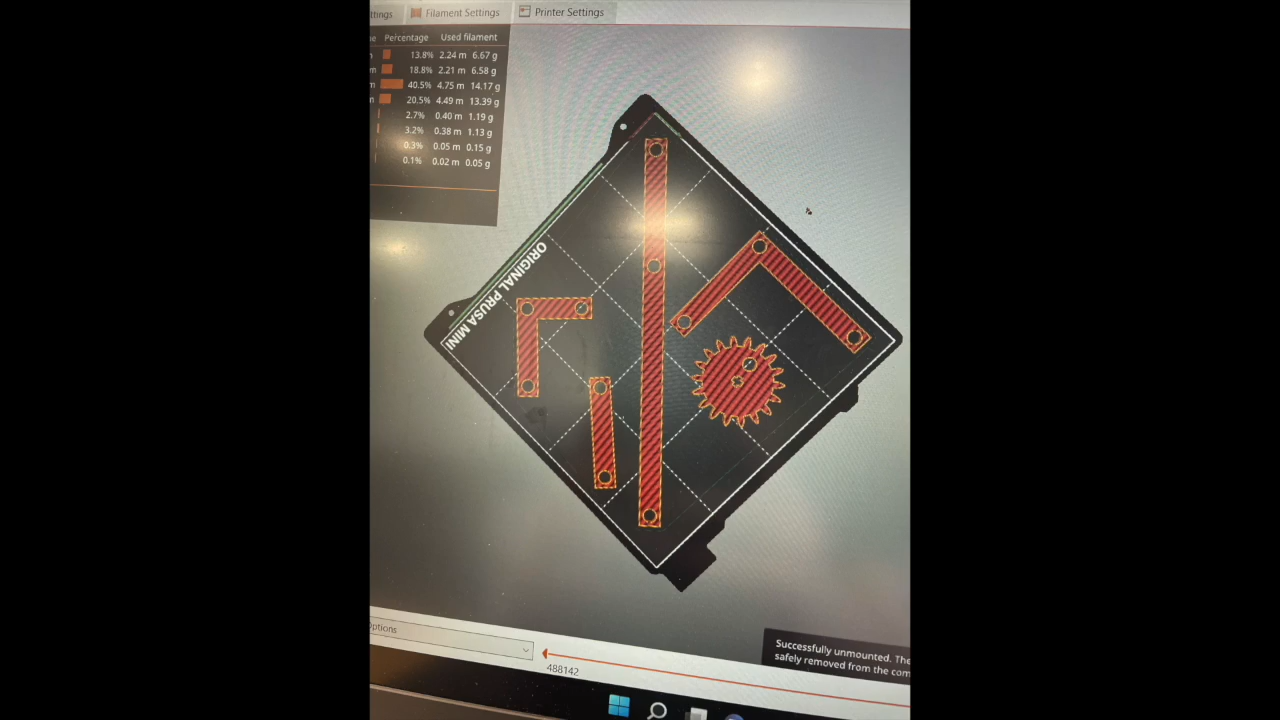 ttings Filament Settings Printer Settings
Percentage Used filament
13.8% 2.24 m 6.67 g
m 18.8% 2.21 m 6.58 g
m 40.5% 4.75 m 14.17 g
m 20.5% 4.49 m 13.39 g
2.7% 0.40 m 1.19 g
3.2% 0.38 m 1.13 g
0.3% 0.05 m 0.15 g
0.1% 0.02 m 0.05 g
ORIGINAL PRUSA MINI
Options
488142
Successfully unmounted. The
safely removed from the com